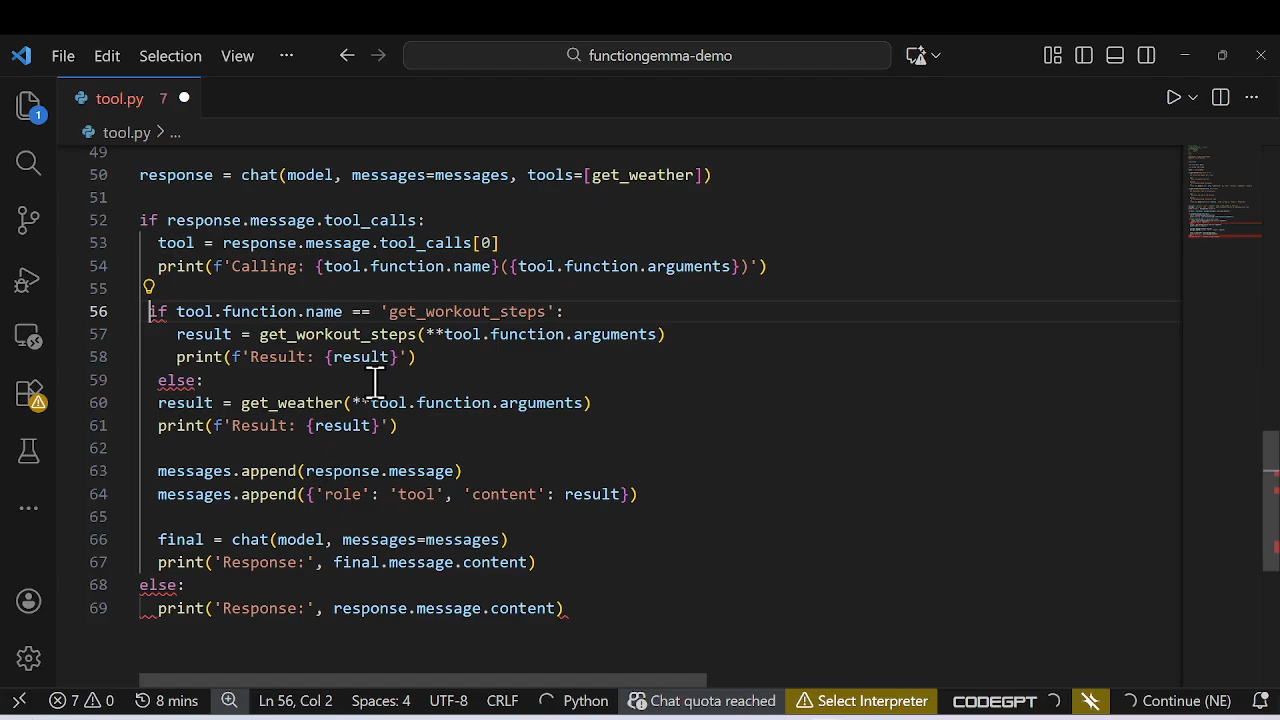 File Edit Selection View ··· functiongemma-demo
1
tool.py 7
tool.py > ...
49
50 response = chat(model, messages=messages, tools=[get_weather])
51
52 if response.message.tool_calls:
53 tool = response.message.tool_calls[0]
54 print(f'Calling: {tool.function.name}({tool.function.arguments})')
55
56 if tool.function.name == 'get_workout_steps':
57 result = get_workout_steps(**tool.function.arguments)
58 print(f'Result: {result}')
59 else:
60 result = get_weather(**tool.function.arguments)
61 print(f'Result: {result}')
62
63 messages.append(response.message)
64 messages.append({'role': 'tool', 'content': result})
65
66 final = chat(model, messages=messages)
67 print('Response:', final.message.content)
68 else:
69 print('Response:', response.message.content)
7 0 8 mins Ln 56, Col 2 Spaces: 4 UTF-8 CRLF Python Chat quota reached Select Interpreter CODEGPT Continue (NE)